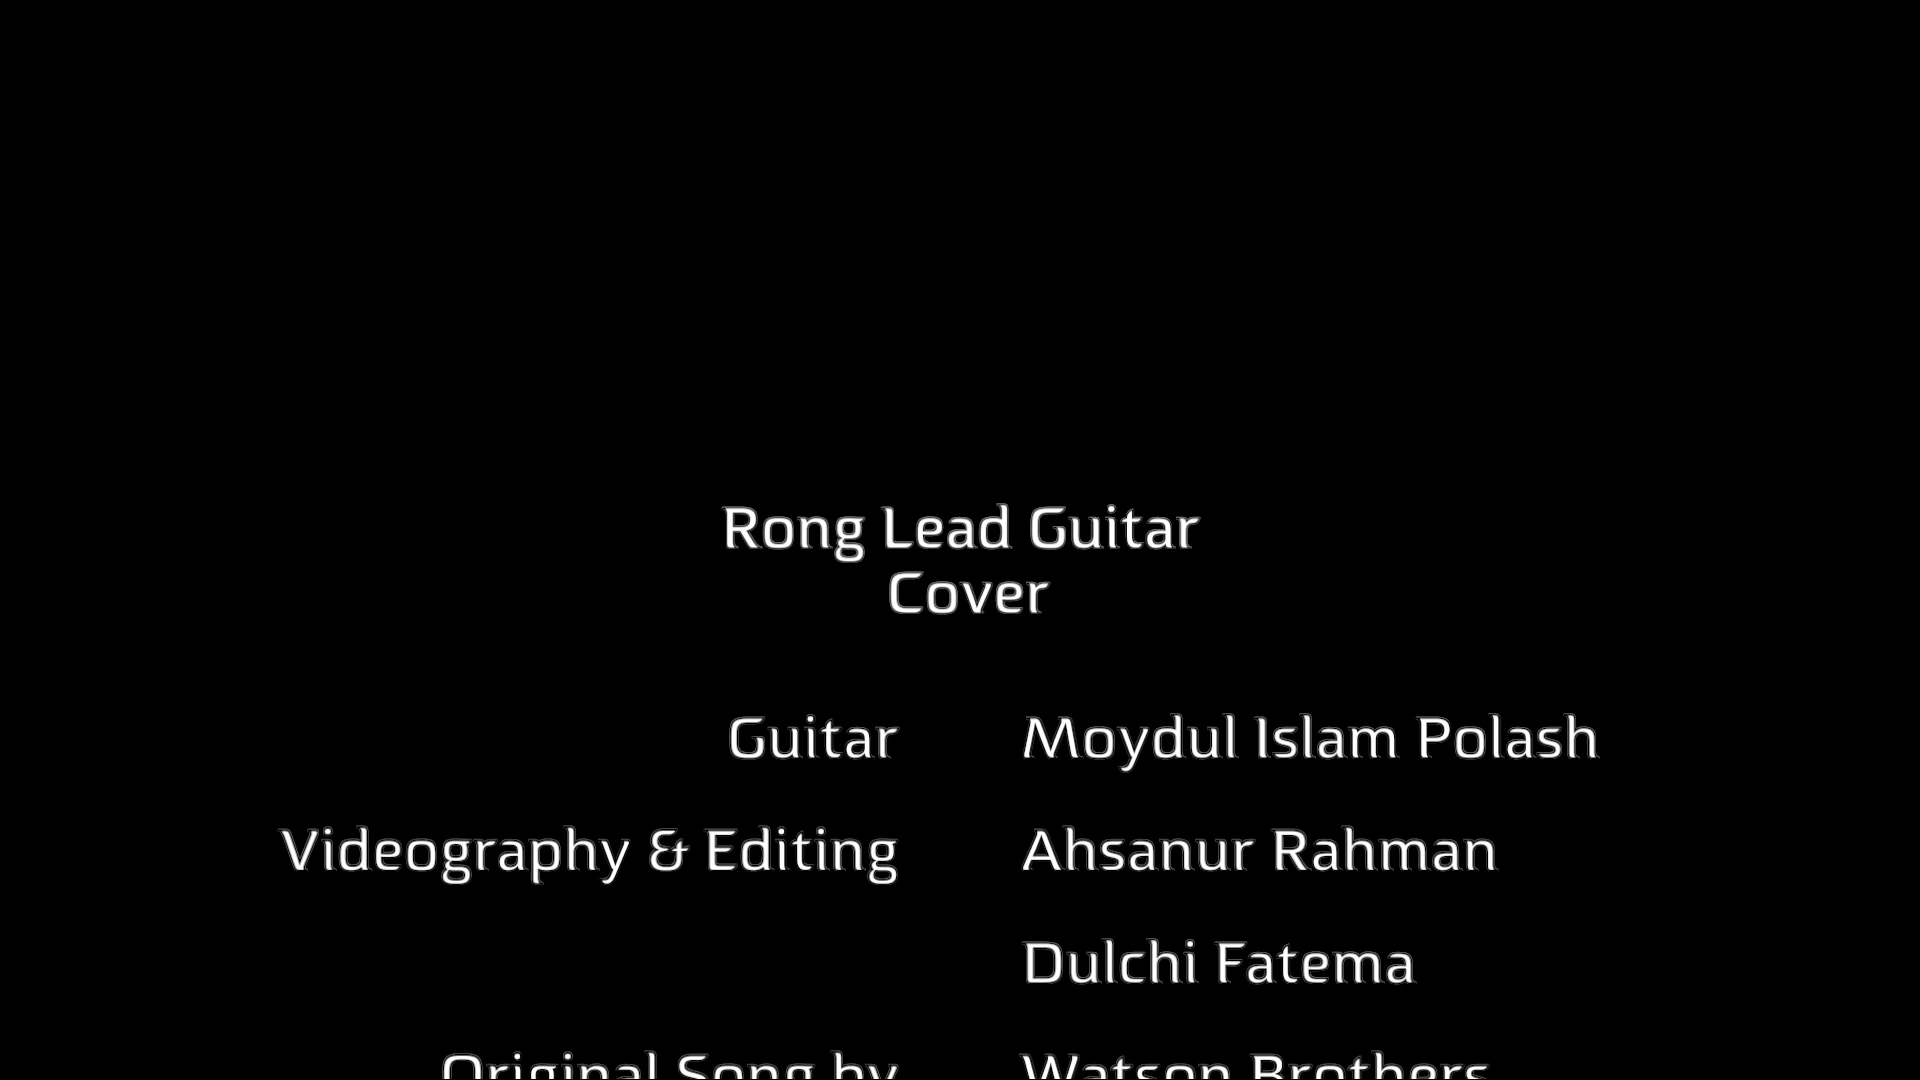 Rong Lead Guitar
Cover
Guitar Moydul Islam Polash
Videography & Editing Ahsanur Rahman
Dulchi Fatema
Original Song by Watson Brothers